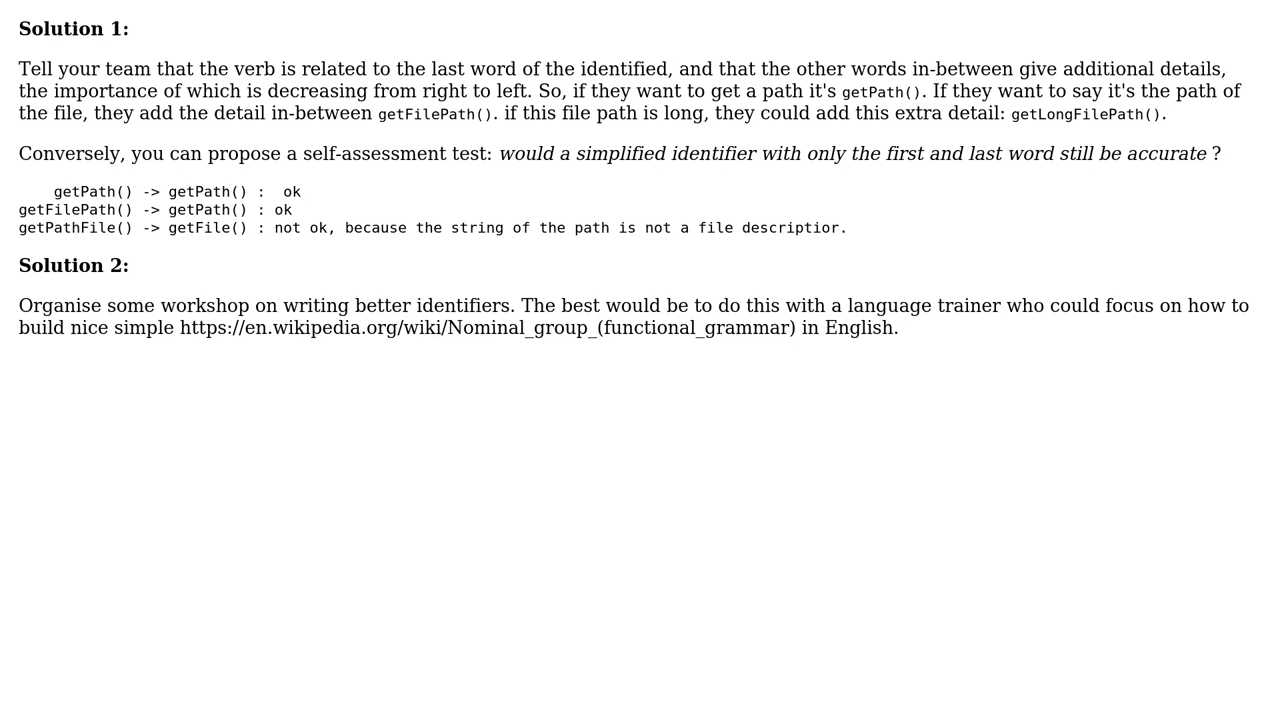 Solution 1:
Tell your team that the verb is related to the last word of the identified, and that the other words in-between give additional details,
the importance of which is decreasing from right to left. So, if they want to get a path it's getPath(). If they want to say it's the path of
the file, they add the detail in-between getFilePath(). if this file path is long, they could add this extra detail: getLongFilePath().
Conversely, you can propose a self-assessment test: would a simplified identifier with only the first and last word still be accurate ?
    getPath() -> getPath() :  ok
getFilePath() -> getPath() : ok
getPathFile() -> getFile() : not ok, because the string of the path is not a file descriptior.
Solution 2:
Organise some workshop on writing better identifiers. The best would be to do this with a language trainer who could focus on how to
build nice simple https://en.wikipedia.org/wiki/Nominal_group_(functional_grammar) in English.